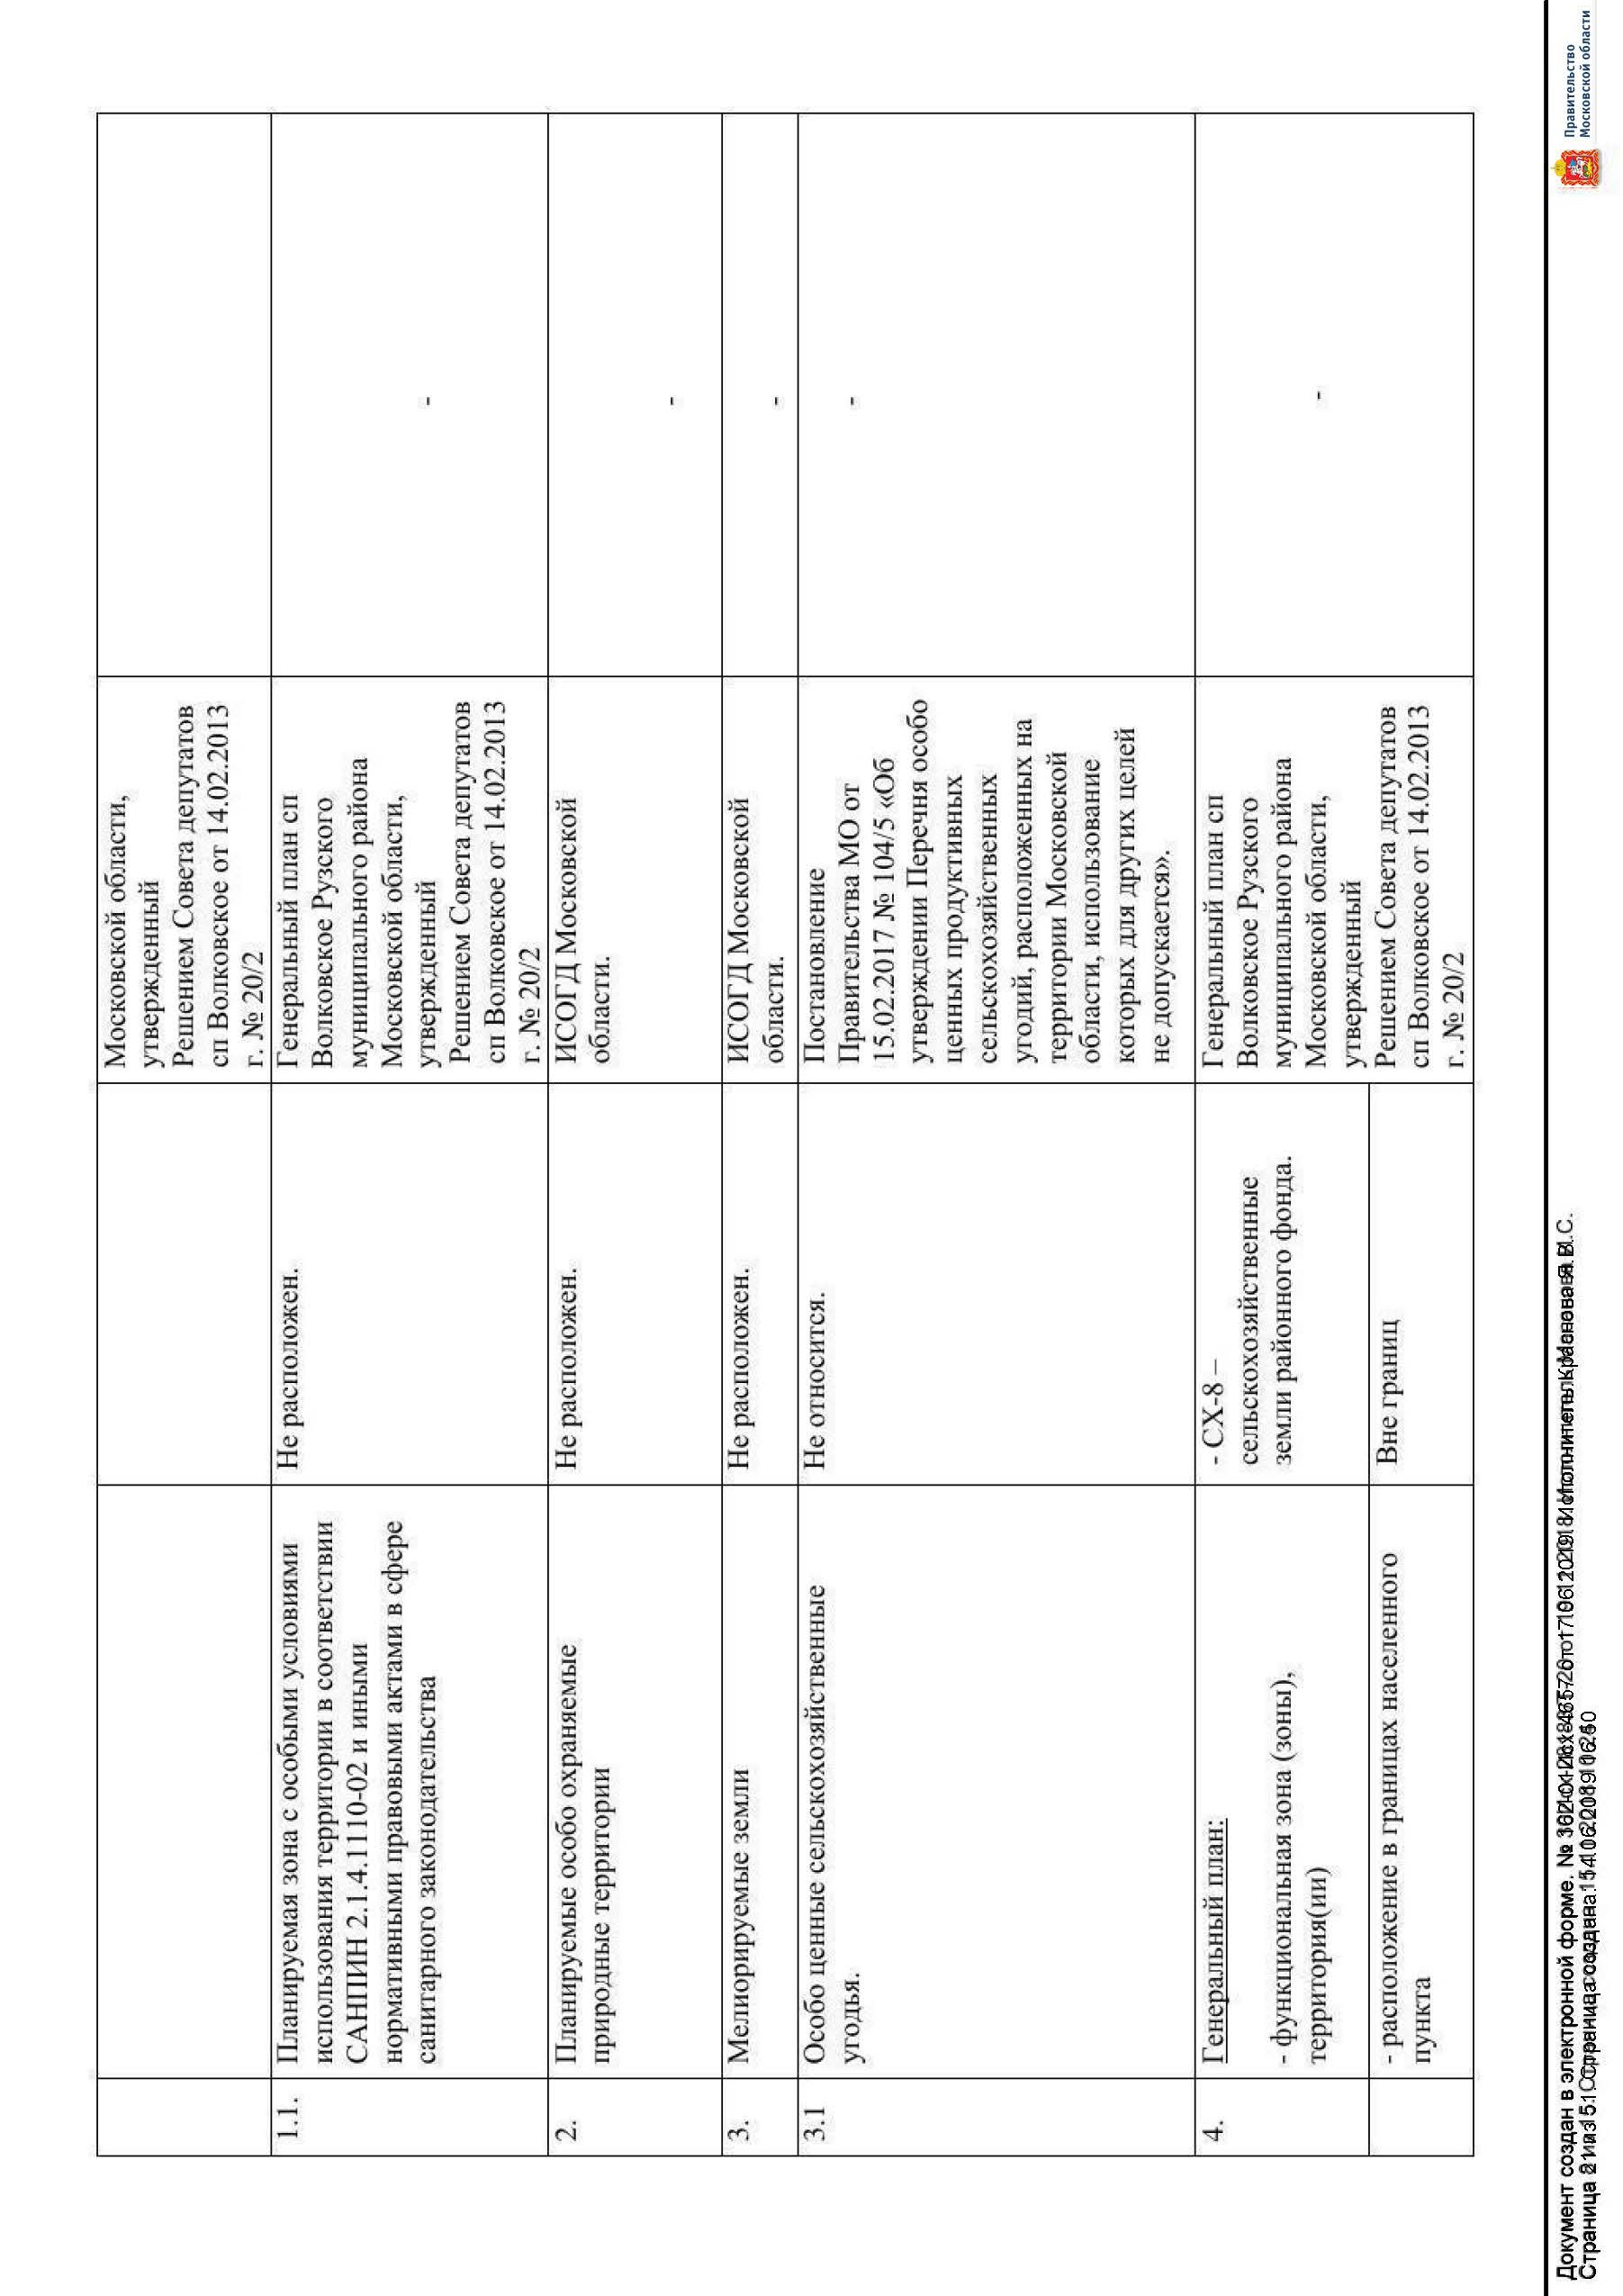 Московской области,
утвержденный
Решением Совета депутатов
сп Волковское от 14.02.2013
г. № 20/2
1.1.
Планируемая зона с особыми условиями
использования территории в соответствии
САНПИН 2.1.4.1110-02 и иными
нормативными правовыми актами в сфере
санитарного законодательства
Не расположен.
Генеральный план сп
Волковское Рузского
муниципального района
Московской области,
утвержденный
Решением Совета депутатов
сп Волковское от 14.02.2013
г. № 20/2
-
2.
Планируемые особо охраняемые
природные территории
Не расположен.
ИСОГД Московской
области.
-
3.
Мелиорируемые земли
Не расположен.
ИСОГД Московской
области.
-
3.1
Особо ценные сельскохозяйственные
угодья.
Не относится.
Постановление
Правительства МО от
15.02.2017 № 104/5 «Об
утверждении Перечня особо
ценных продуктивных
сельскохозяйственных
угодий, расположенных на
территории Московской
области, использование
которых для других целей
не допускается».
-
4.
Генеральный план:
- функциональная зона (зоны),
территория(ии)
- СХ-8 –
сельскохозяйственные
земли районного фонда.
Генеральный план сп
Волковское Рузского
муниципального района
Московской области,
утвержденный
Решением Совета депутатов
сп Волковское от 14.02.2013
г. № 20/2
-
- расположение в границах населенного
пункта
Вне границ
Документ создан в электронной форме. №
Страница
Правительство
Московской области